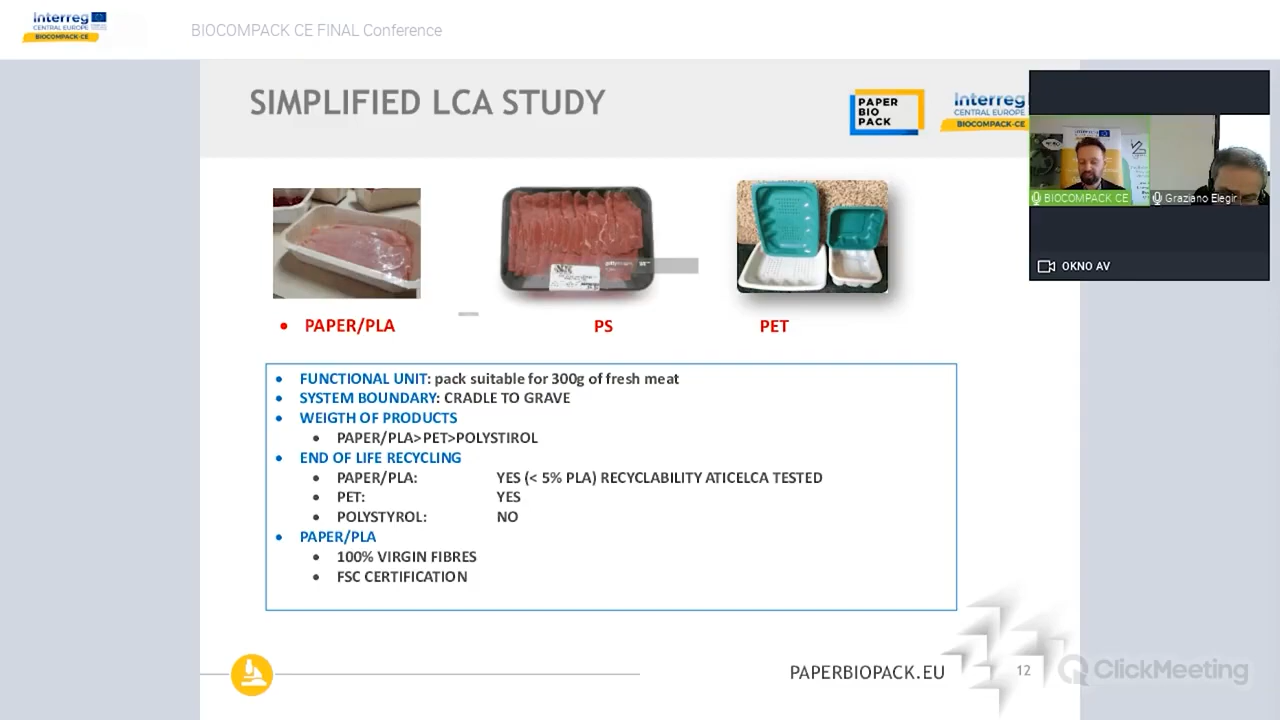 Interreg
CENTRAL EUROPE
BIOCOMPACK-CE
BIOCOMPACK CE FINAL Conference
SIMPLIFIED LCA STUDY
PAPER
BIO
PACK
Interreg
CENTRAL EUROPE
BIOCOMPACK-CE
BIOCOMPACK CE
Graziano Elegir
OKNO AV
• PAPER/PLA
PS
PET
• FUNCTIONAL UNIT: pack suitable for 300g of fresh meat
• SYSTEM BOUNDARY: CRADLE TO GRAVE
• WEIGTH OF PRODUCTS
• PAPER/PLA>PET>POLYSTIROL
• END OF LIFE RECYCLING
• PAPER/PLA: YES (< 5% PLA) RECYCLABILITY ATICELCA TESTED
• PET: YES
• POLYSTYROL: NO
• PAPER/PLA
• 100% VIRGIN FIBRES
• FSC CERTIFICATION
PAPERBIOPACK.EU
12
ClickMeeting